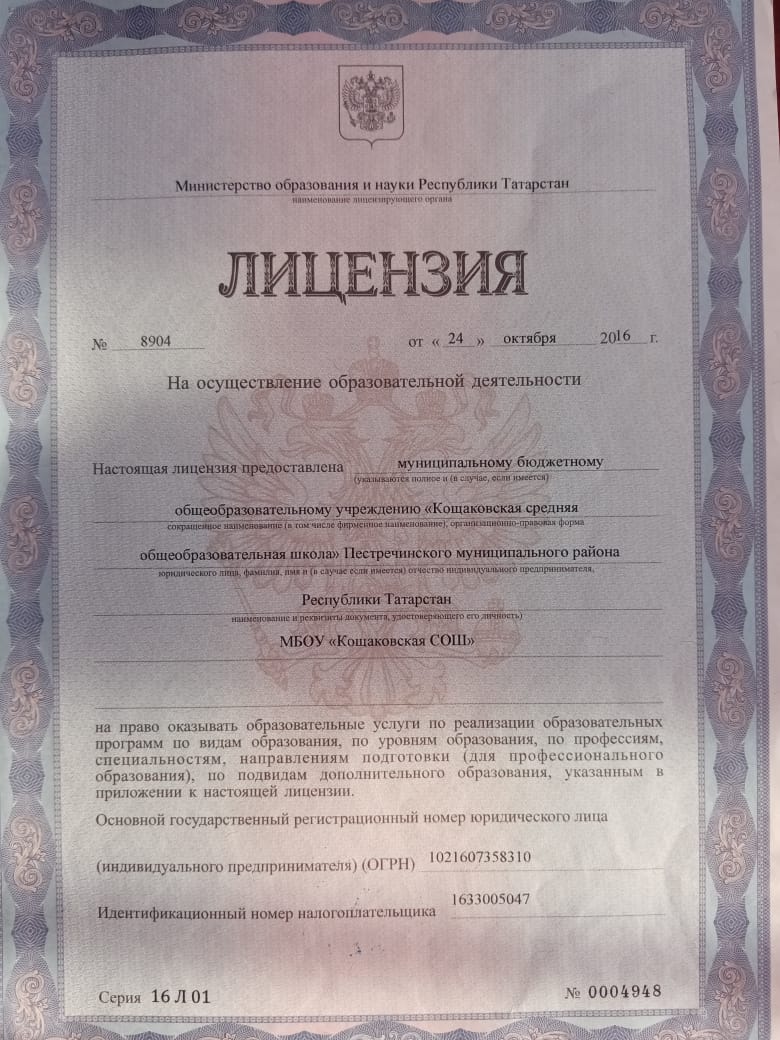 Министерство образования и науки Республики Татарстан
наименование лицензирующего органа
ЛИЦЕНЗИЯ
№ 8904 от « 24 » октября 2016 г.
На осуществление образовательной деятельности
Настоящая лицензия предоставлена муниципальному бюджетному
(указываются полное и (в случае, если имеется)
общеобразовательному учреждению «Кощаковская средняя
сокращенное наименование (в том числе фирменное наименование), организационно-правовая форма
общеобразовательная школа» Пестречинского муниципального района
юридического лица, фамилия, имя и (в случае если имеется) отчество индивидуального предпринимателя,
Республики Татарстан
наименование и реквизиты документа, удостоверяющего его личность)
МБОУ «Кощаковская СОШ»
на право оказывать образовательные услуги по реализации образовательных
программ по видам образования, по уровням образования, по профессиям,
специальностям, направлениям подготовки (для профессионального
образования), по подвидам дополнительного образования, указанным в
приложении к настоящей лицензии.
Основной государственный регистрационный номер юридического лица
(индивидуального предпринимателя) (ОГРН) 1021607358310
Идентификационный номер налогоплательщика 1633005047
Серия 16 Л 01 № 0004948